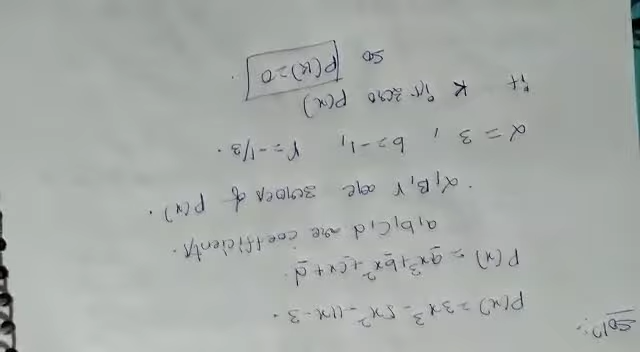 Solⁿ:
P(x) = 3x³ - 5x² - 11x - 3.
P(x) = ax³ + bx² + cx + d.
a, b, c, d are coefficients.
α, β, γ are zeroes of P(x).
α = 3, b = -1, γ = -1/3.
if k is zero P(x)
so P(k) = 0